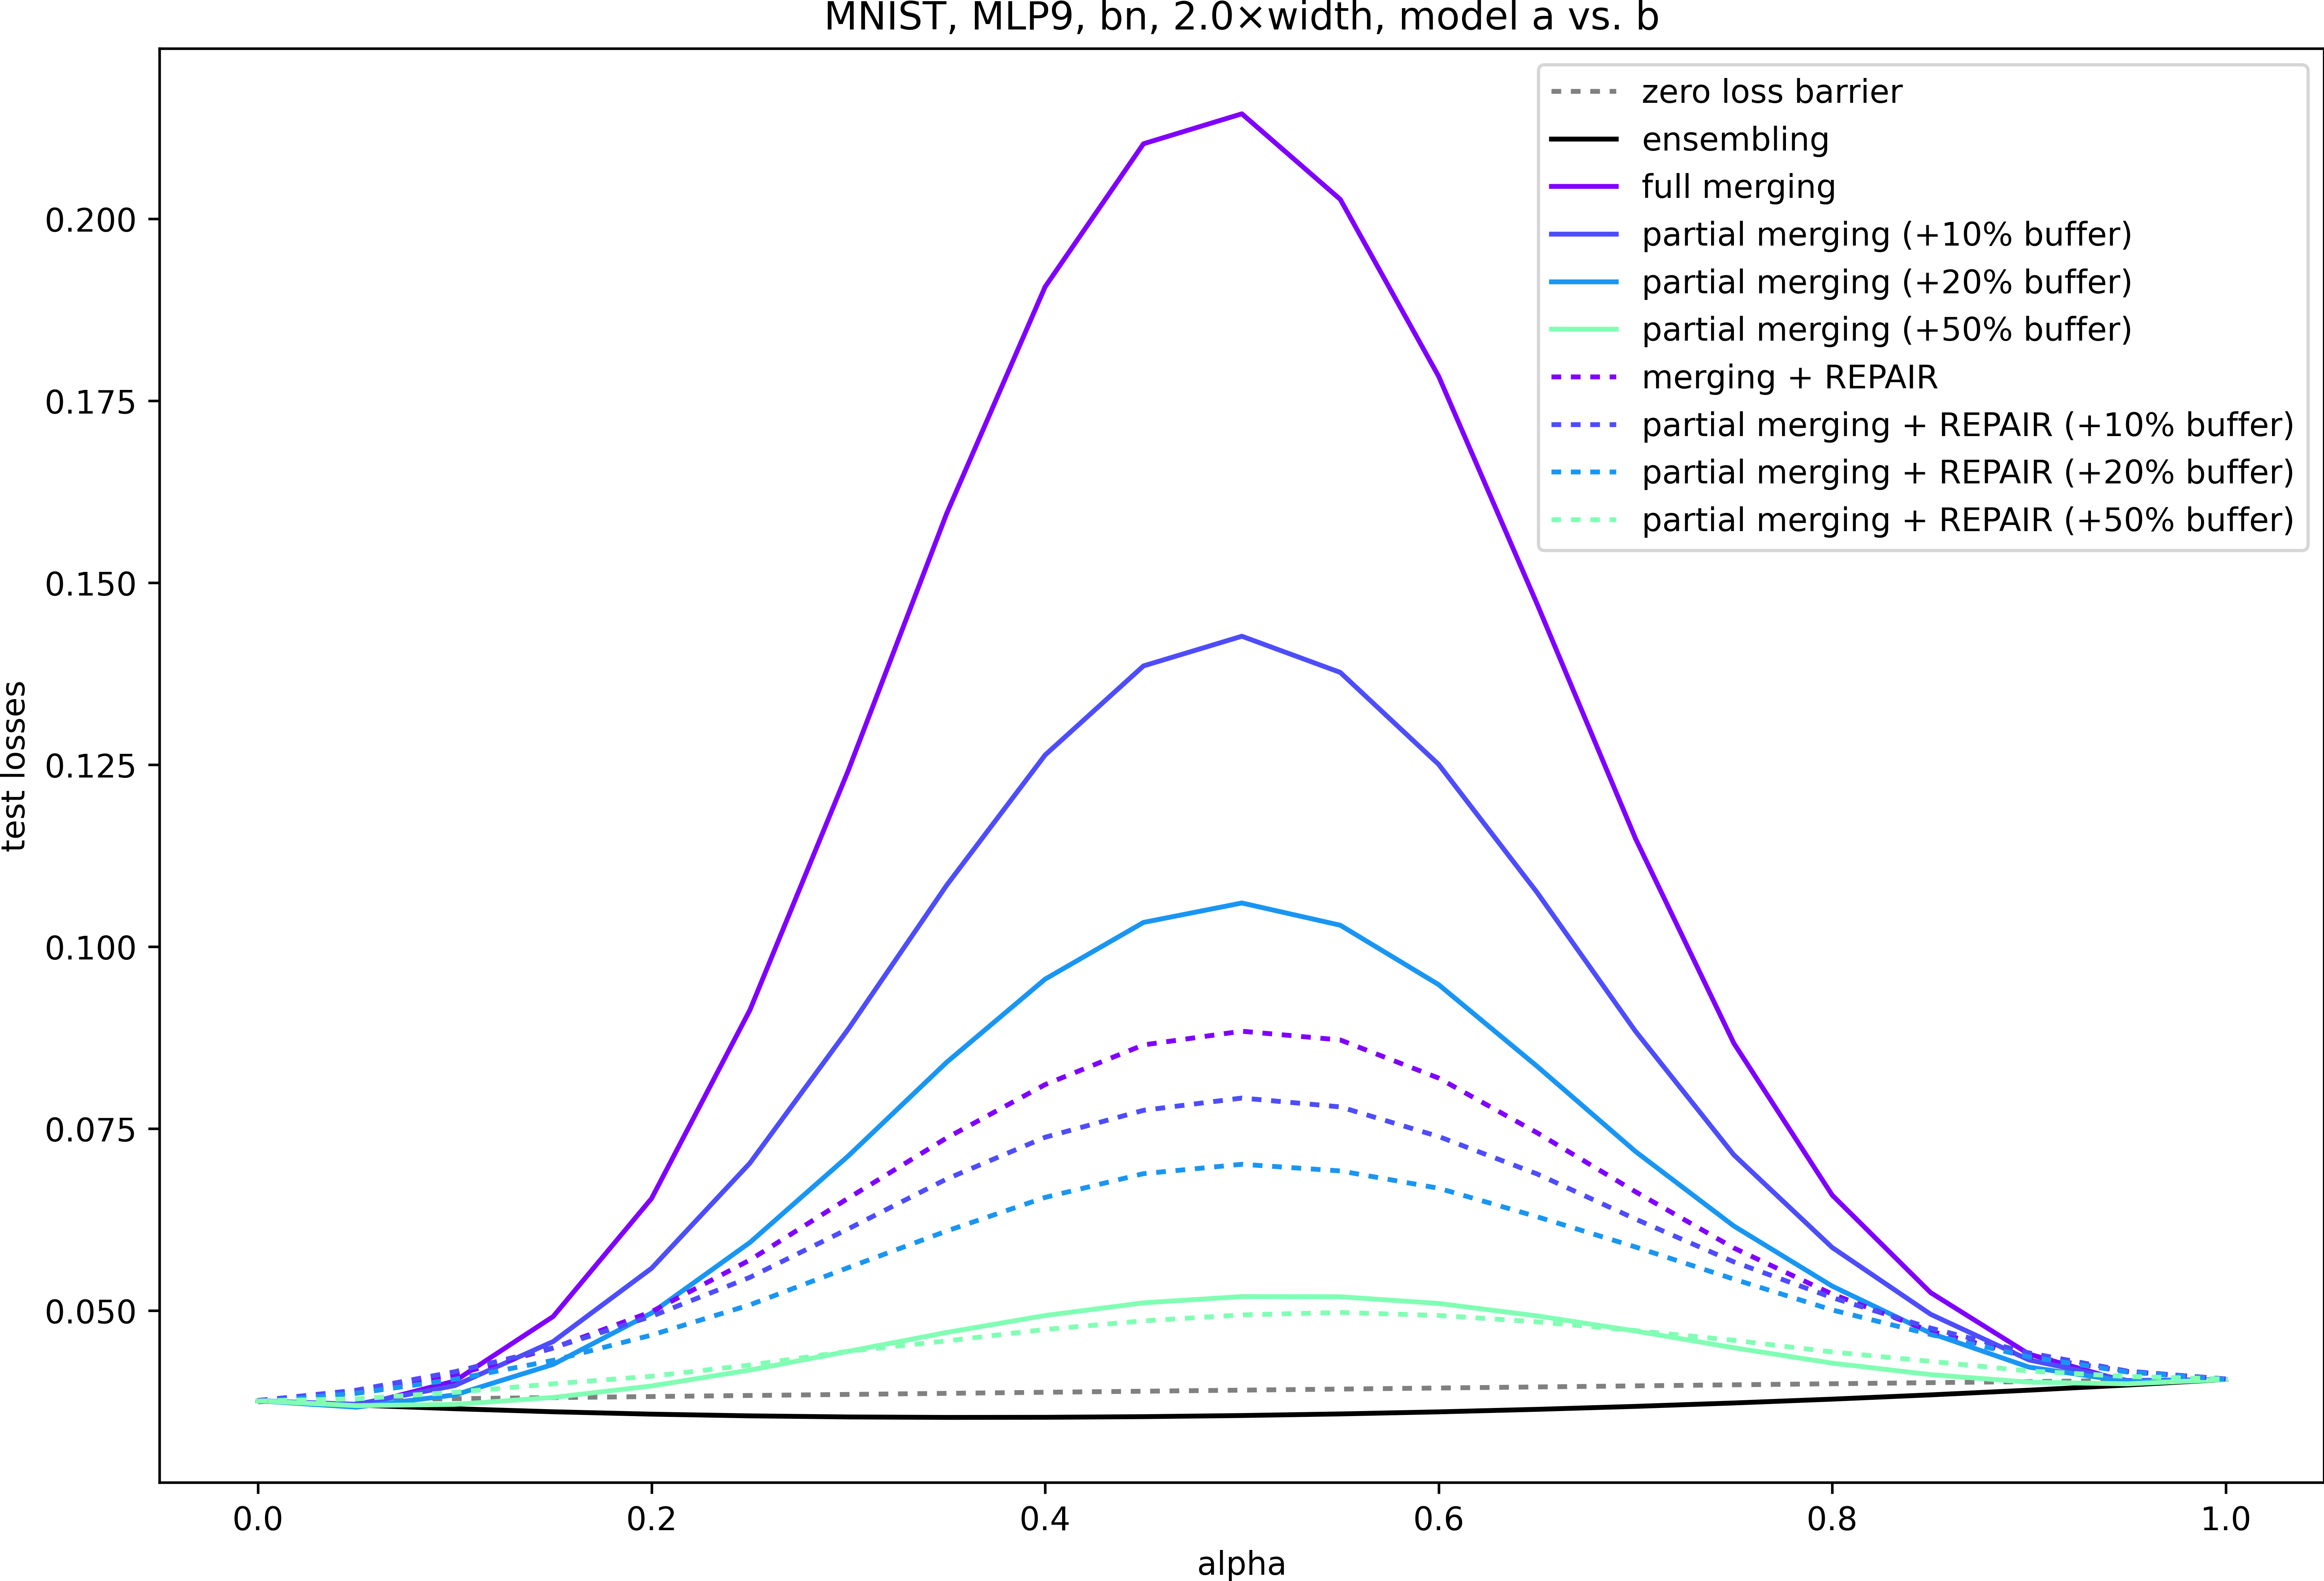 MNIST, MLP9, bn, 2.0×width, model a vs. b
zero loss barrier
ensembling
full merging
partial merging (+10% buffer)
partial merging (+20% buffer)
partial merging (+50% buffer)
merging + REPAIR
partial merging + REPAIR (+10% buffer)
partial merging + REPAIR (+20% buffer)
partial merging + REPAIR (+50% buffer)
test losses
0.200
0.175
0.150
0.125
0.100
0.075
0.050
0.0 0.2 0.4 0.6 0.8 1.0
alpha